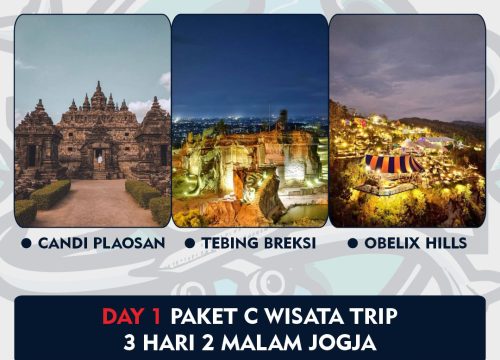 ● CANDI PLAOSAN ● TEBING BREKSI ● OBELIX HILLS
DAY 1 PAKET C WISATA TRIP
3 HARI 2 MALAM JOGJA